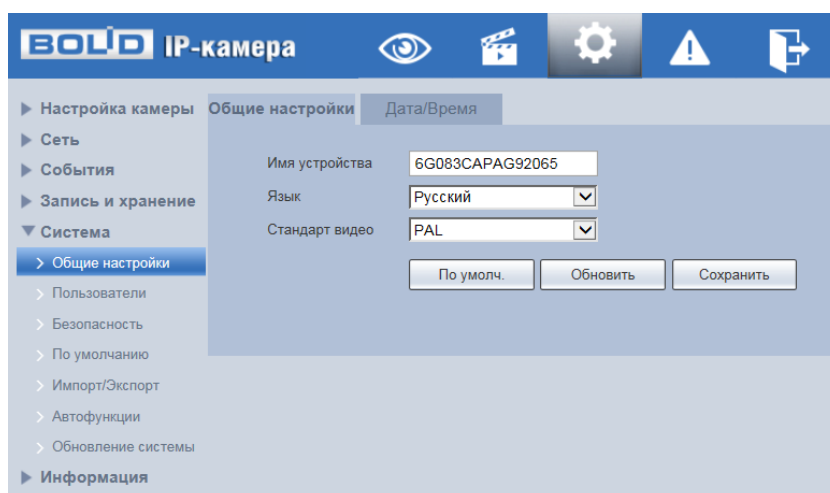 BOLID IP-камера
Настройка камеры
Сеть
События
Запись и хранение
Система
Общие настройки
Пользователи
Безопасность
По умолчанию
Импорт/Экспорт
Автофункции
Обновление системы
Информация
Общие настройки Дата/Время
Имя устройства 6G083CAPAG92065
Язык Русский
Стандарт видео PAL
По умолч. Обновить Сохранить